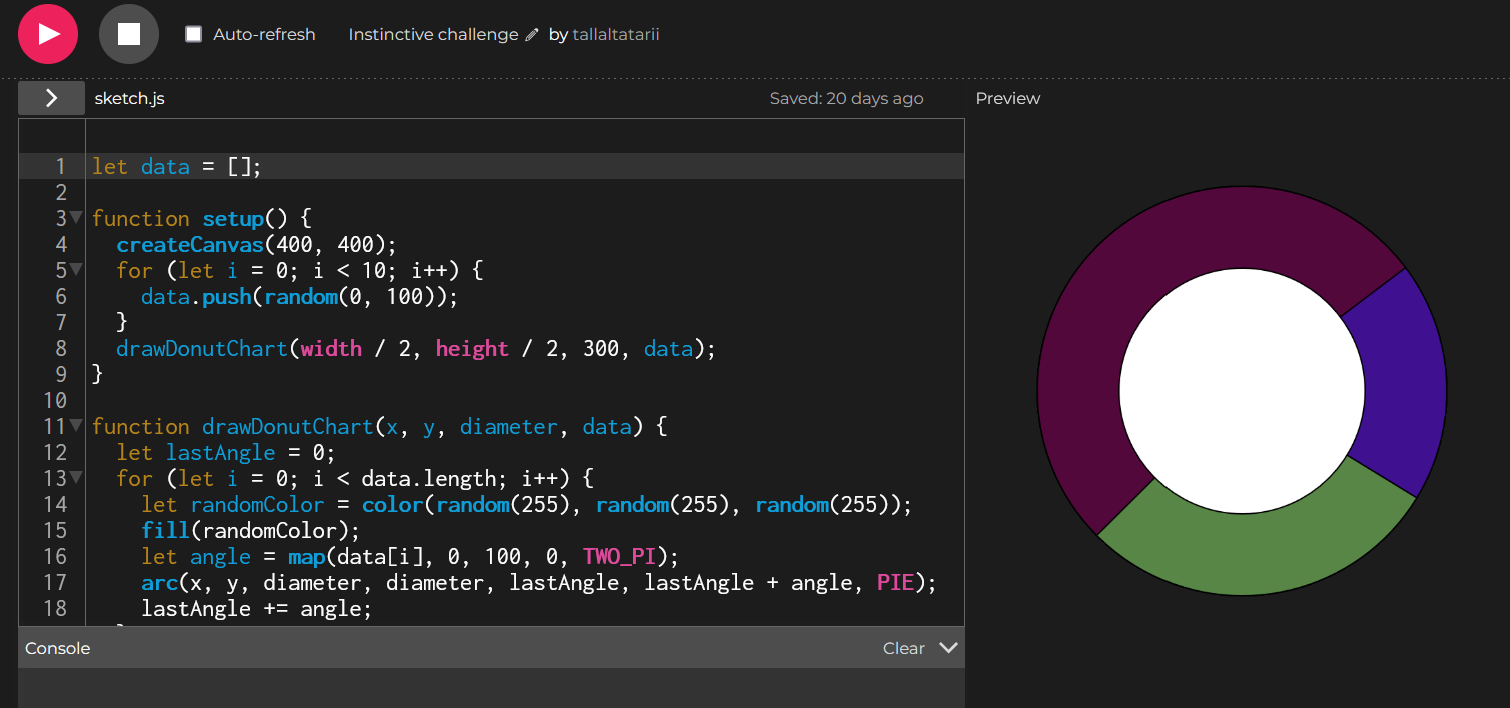 Auto-refresh Instinctive challenge by tallaltatarii
sketch.js Saved: 20 days ago Preview
1 let data = [];
2
3 function setup() {
4 createCanvas(400, 400);
5 for (let i = 0; i < 10; i++) {
6 data.push(random(0, 100));
7 }
8 drawDonutChart(width / 2, height / 2, 300, data);
9 }
10
11 function drawDonutChart(x, y, diameter, data) {
12 let lastAngle = 0;
13 for (let i = 0; i < data.length; i++) {
14 let randomColor = color(random(255), random(255), random(255));
15 fill(randomColor);
16 let angle = map(data[i], 0, 100, 0, TWO_PI);
17 arc(x, y, diameter, diameter, lastAngle, lastAngle + angle, PIE);
18 lastAngle += angle;
Console Clear